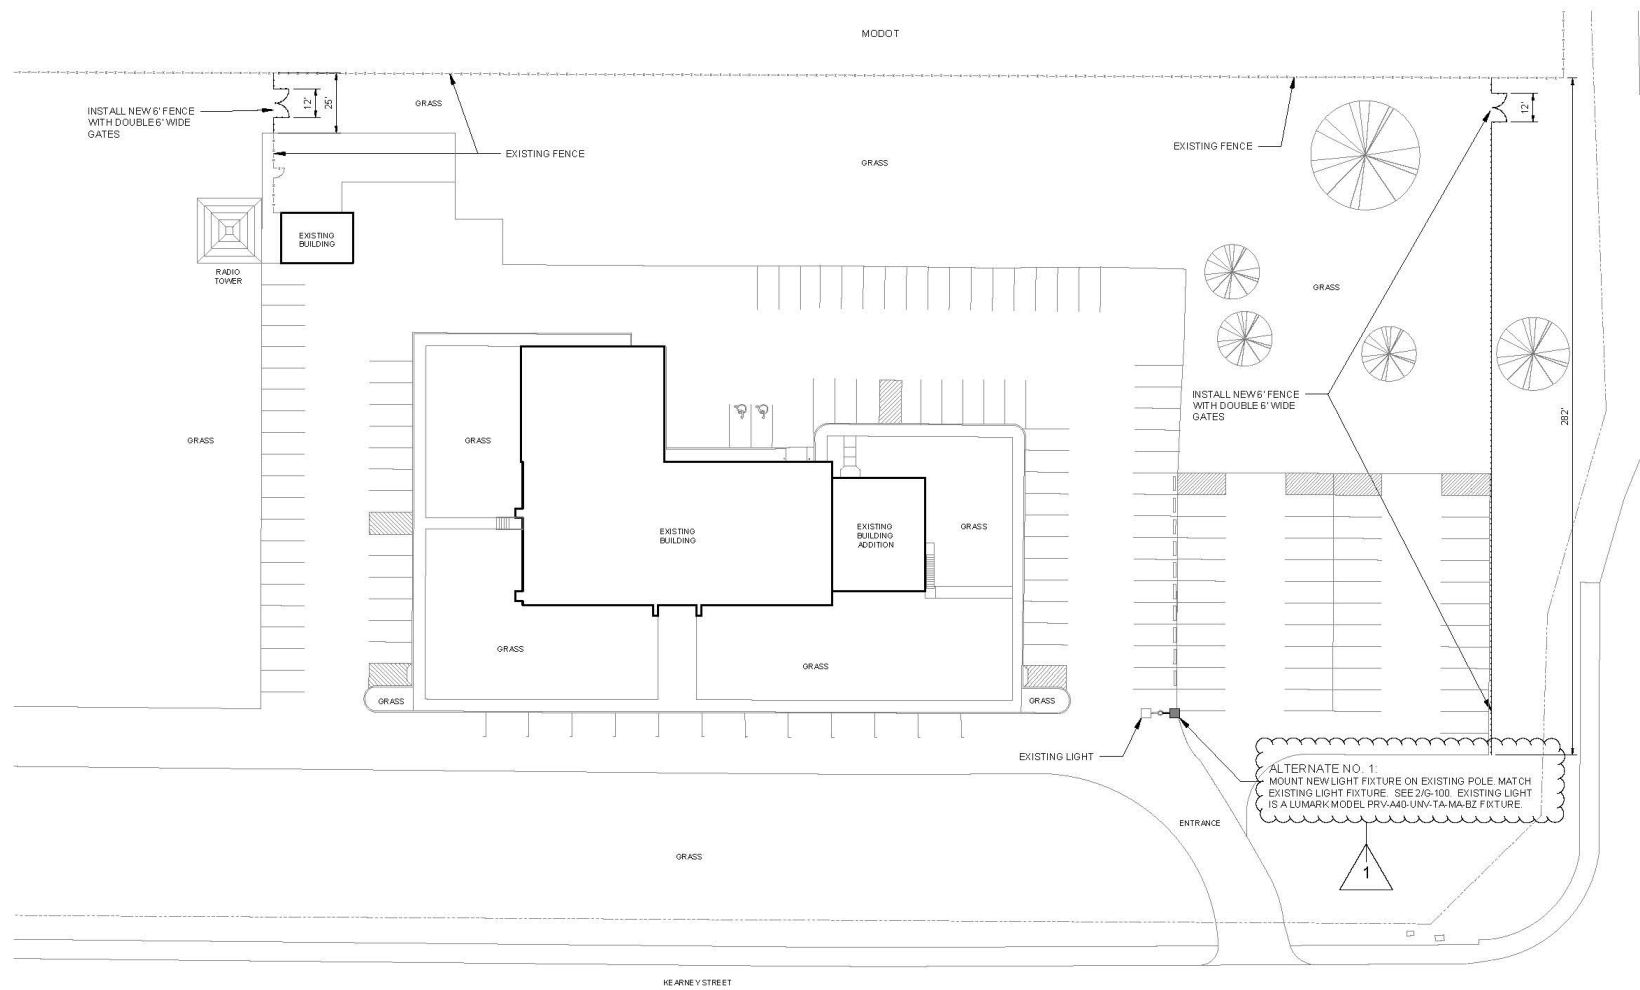 MODOT
INSTALL NEW 6' FENCE
WITH DOUBLE 6' WIDE
GATES
12'
25'
GRASS
EXISTING FENCE
GRASS
EXISTING FENCE
12'
EXISTING
BUILDING
RADIO
TOWER
GRASS
INSTALL NEW 6' FENCE
WITH DOUBLE 6' WIDE
GATES
282'
GRASS
GRASS
EXISTING
BUILDING
EXISTING
BUILDING
ADDITION
GRASS
GRASS
GRASS
GRASS
GRASS
EXISTING LIGHT
ALTERNATE NO. 1:
MOUNT NEW LIGHT FIXTURE ON EXISTING POLE. MATCH
EXISTING LIGHT FIXTURE. SEE 2/G-100. EXISTING LIGHT
IS A LUMARK MODEL PRV-A40-UNV-TA-MA-BZ FIXTURE.
ENTRANCE
GRASS
1
KEARNEY STREET